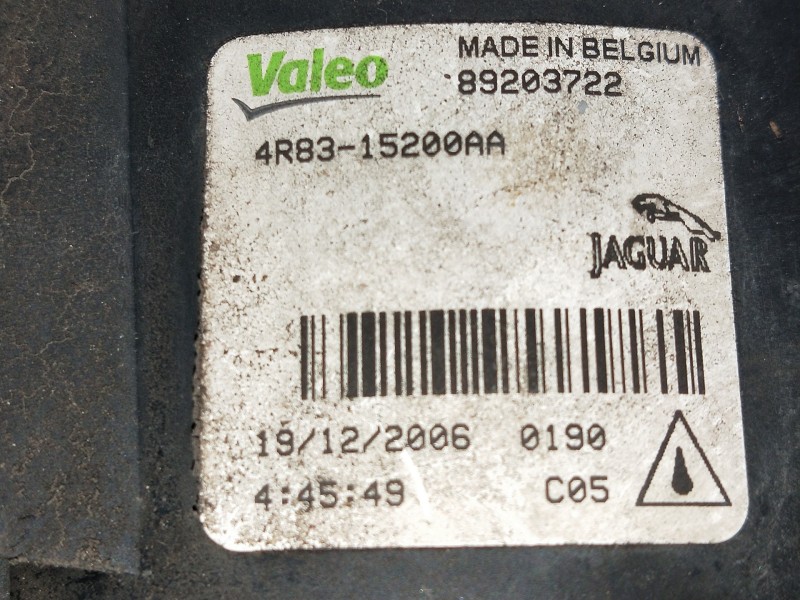 Valeo
MADE IN BELGIUM
89203722
4R83-15200AA
JAGUAR
19/12/2006 0190
4:45:49 C05